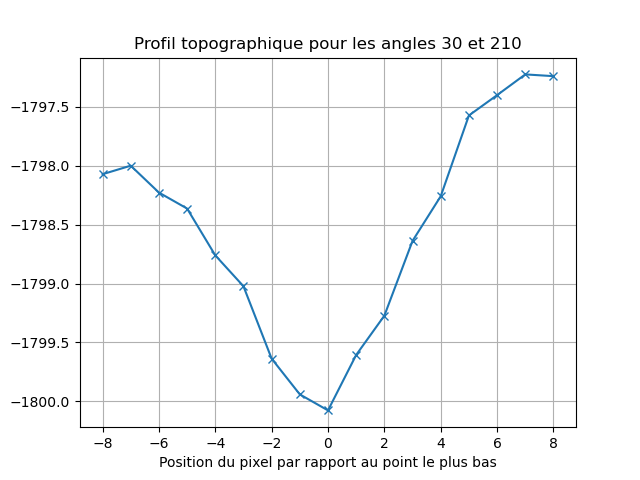 Profil topographique pour les angles 30 et 210
−1797.5
−1798.0
−1798.5
−1799.0
−1799.5
−1800.0
−8 −6 −4 −2 0 2 4 6 8
Position du pixel par rapport au point le plus bas